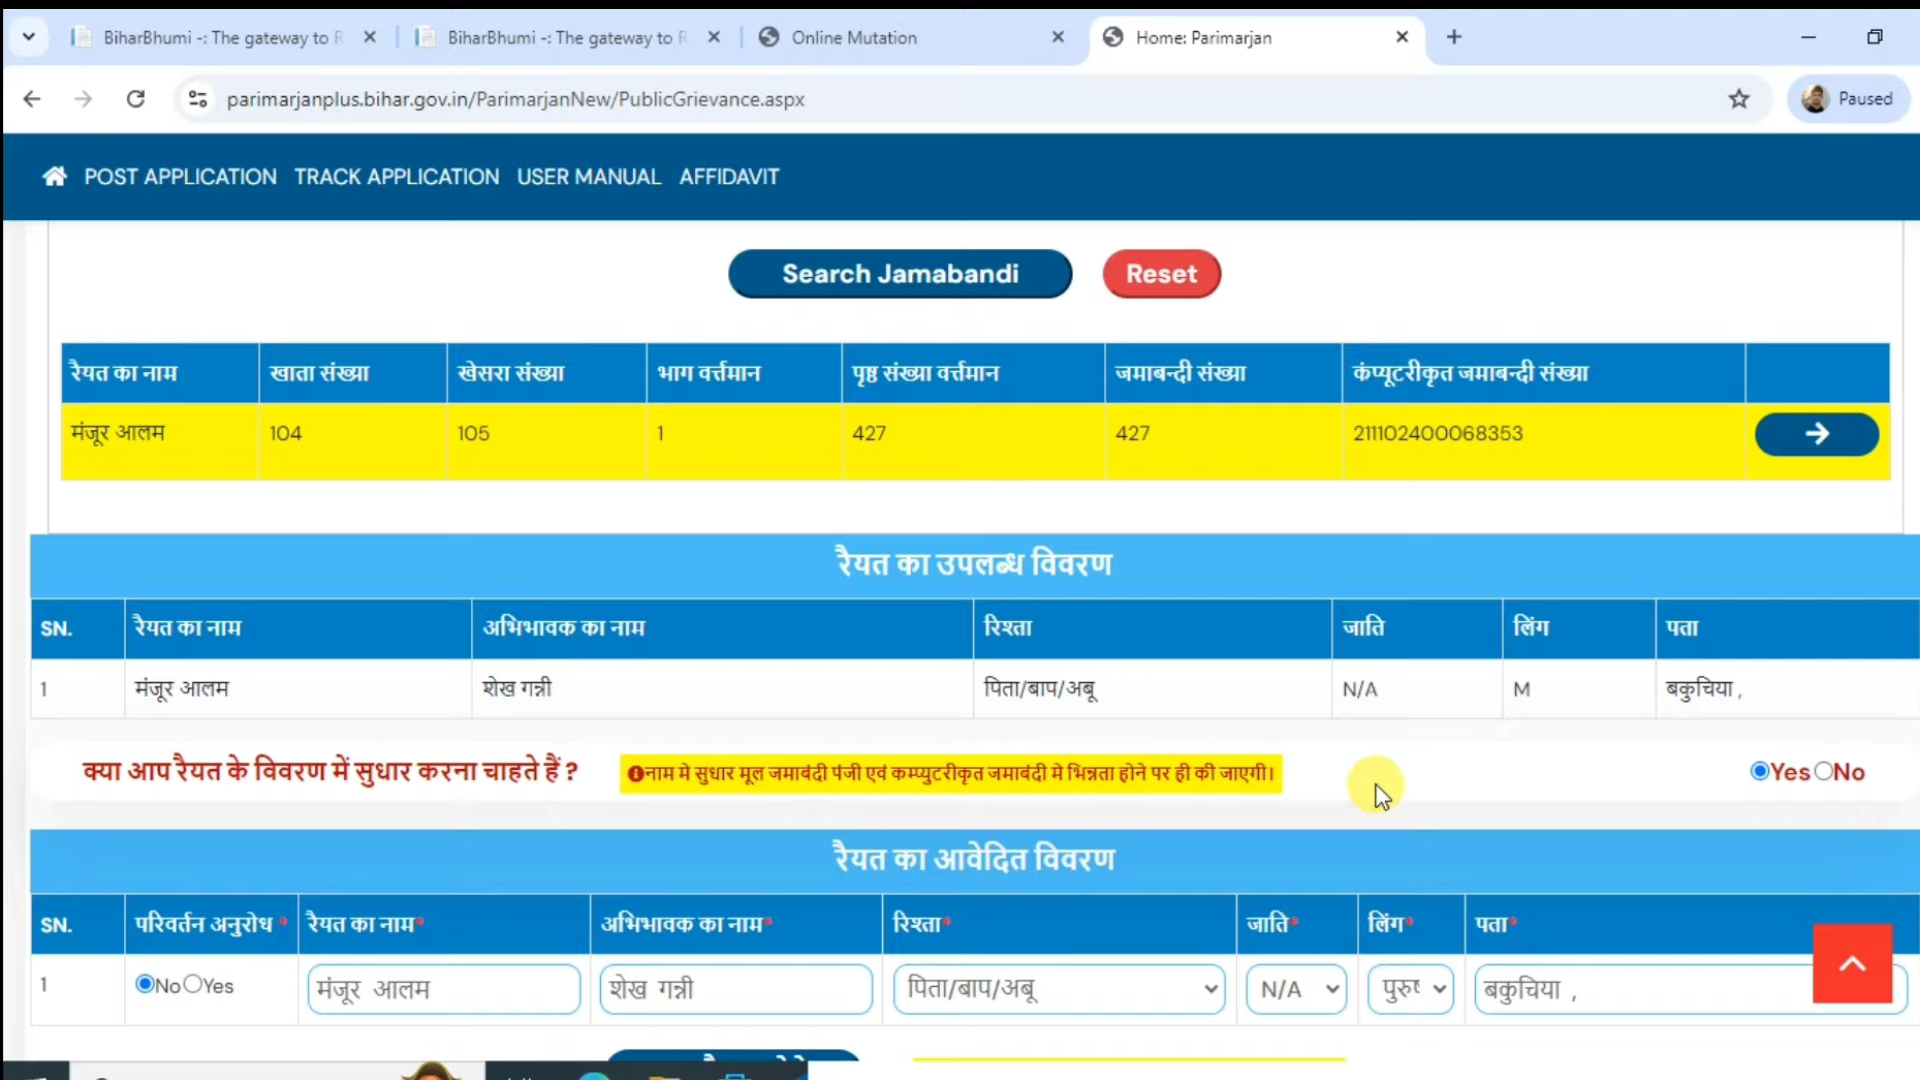 BiharBhumi -: The gateway to R
BiharBhumi -: The gateway to R
Online Mutation
Home: Parimarjan
parimarjanplus.bihar.gov.in/ParimarjanNew/PublicGrievance.aspx
Paused
POST APPLICATION TRACK APPLICATION USER MANUAL AFFIDAVIT
Search Jamabandi Reset
रैयत का नाम खाता संख्या खेसरा संख्या भाग वर्त्तमान पृष्ठ संख्या वर्त्तमान जमाबन्दी संख्या कंप्यूटरीकृत जमाबन्दी संख्या
मंजूर आलम 104 105 1 427 427 211102400068353
रैयत का उपलब्ध विवरण
SN. रैयत का नाम अभिभावक का नाम रिश्ता जाति लिंग पता
1 मंजूर आलम शेख गन्नी पिता/बाप/अबू N/A M बकुचिया ,
क्या आप रैयत के विवरण में सुधार करना चाहते हैं ? नाम मे सुधार मूल जमाबंदी पंजी एवं कम्प्युटरीकृत जमाबंदी मे भिन्नता होने पर ही की जाएगी। Yes No
रैयत का आवेदित विवरण
SN. परिवर्तन अनुरोध * रैयत का नाम* अभिभावक का नाम* रिश्ता* जाति* लिंग* पता*
1 No Yes मंजूर आलम शेख गन्नी पिता/बाप/अबू N/A बकुचिया ,